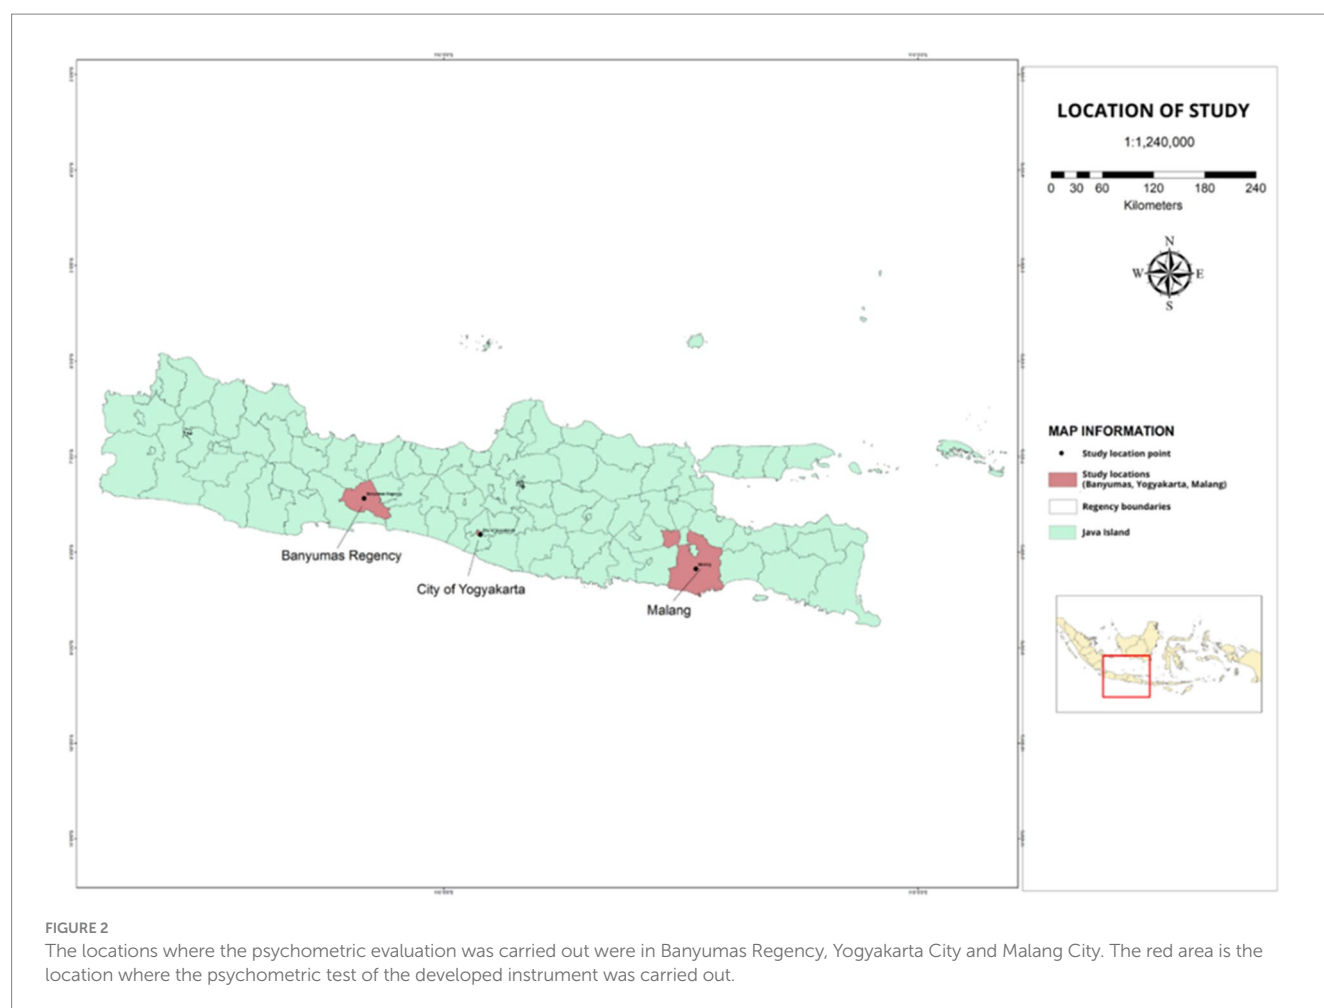 LOCATION OF STUDY
1:1,240,000
0 30 60 120 180 240
Kilometers
N
W E
S
MAP INFORMATION
Study location point
Study locations
(Banyumas, Yogyakarta, Malang)
Regency boundaries
Java Island
Banyumas Regency
City of Yogyakarta
Malang
FIGURE 2
The locations where the psychometric evaluation was carried out were in Banyumas Regency, Yogyakarta City and Malang City. The red area is the
location where the psychometric test of the developed instrument was carried out.